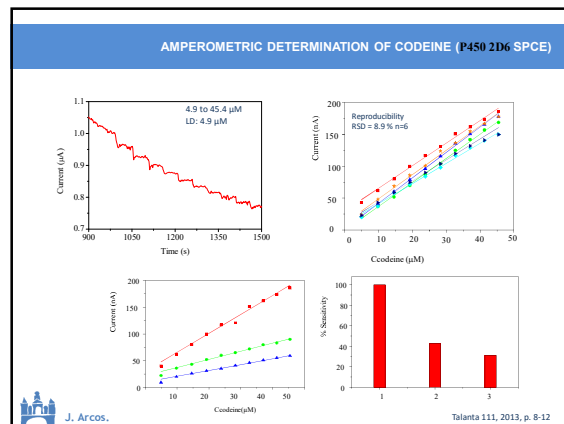 AMPEROMETRIC DETERMINATION OF CODEINE (P450 2D6 SPCE)
1.1
1.0
0.9
0.8
0.7
Current (µA)
4.9 to 45.4 µM
LD: 4.9 µM
900
1050
1200
1350
1500
Time (s)
200
150
100
50
0
Current (nA)
Reproducibility
RSD = 8.9 % n=6
0
10
20
30
40
50
Ccodeine (µM)
200
150
100
50
0
Current (nA)
10
20
30
40
50
Ccodeine(µM)
100
80
60
40
20
0
% Sensitivity
1
2
3
J. Arcos.
Talanta 111, 2013, p. 8-12